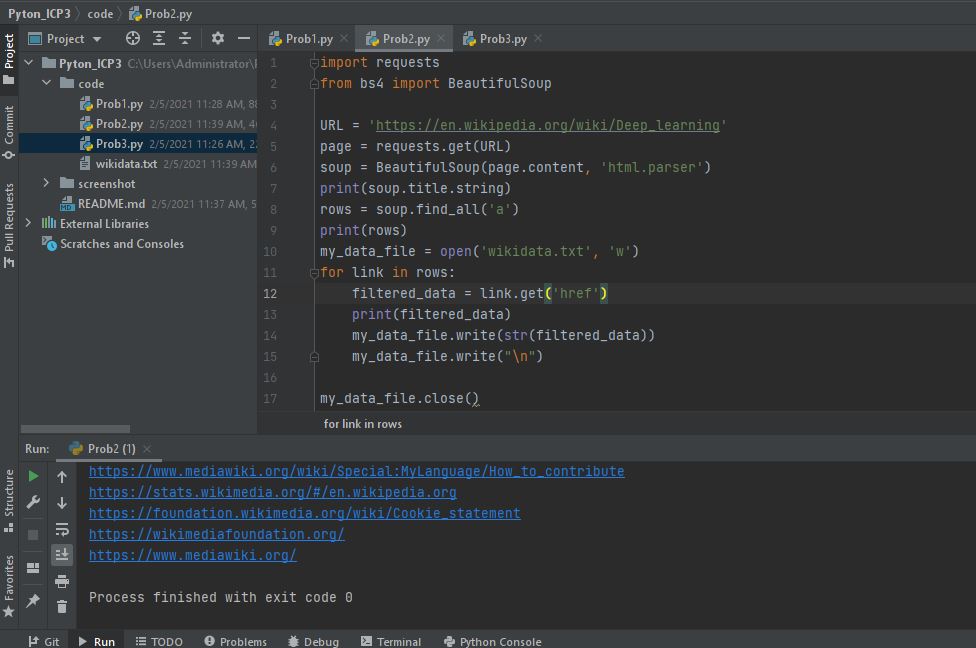 Pyton_ICP3 code Prob2.py
Project
Prob1.py
Prob2.py
Prob3.py
Project
Commit
Pull Requests
Structure
Favorites
Pyton_ICP3 C:\Users\Administrator\
code
Prob1.py 2/5/2021 11:28 AM, 88
Prob2.py 2/5/2021 11:39 AM, 4
Prob3.py 2/5/2021 11:26 AM, 2
wikidata.txt 2/5/2021 11:39 AM
screenshot
README.md 2/5/2021 11:37 AM, 5
External Libraries
Scratches and Consoles
1 import requests
2 from bs4 import BeautifulSoup
3
4 URL = 'https://en.wikipedia.org/wiki/Deep_learning'
5 page = requests.get(URL)
6 soup = BeautifulSoup(page.content, 'html.parser')
7 print(soup.title.string)
8 rows = soup.find_all('a')
9 print(rows)
10 my_data_file = open('wikidata.txt', 'w')
11 for link in rows:
12 filtered_data = link.get('href')
13 print(filtered_data)
14 my_data_file.write(str(filtered_data))
15 my_data_file.write("\n")
16
17 my_data_file.close()
for link in rows
Run: Prob2 (1)
https://www.mediawiki.org/wiki/Special:MyLanguage/How_to_contribute
https://stats.wikimedia.org/#/en.wikipedia.org
https://foundation.wikimedia.org/wiki/Cookie_statement
https://wikimediafoundation.org/
https://www.mediawiki.org/
Process finished with exit code 0
Git Run TODO Problems Debug Terminal Python Console